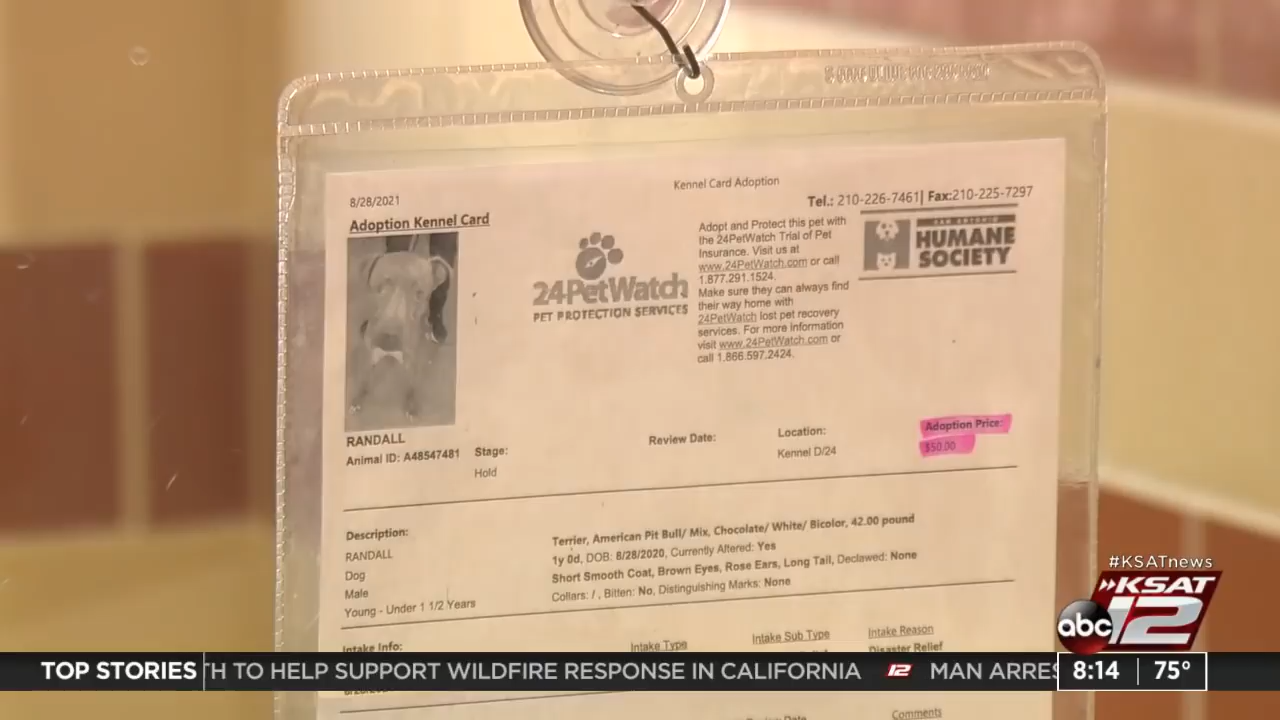 Kennel Card Adoption
8/28/2021
Tel.: 210-226-7461| Fax:210-225-7297
Adoption Kennel Card
24PetWatch
PET PROTECTION SERVICES
Adopt and Protect this pet with
the 24PetWatch Trial of Pet
Insurance. Visit us at
www.24PetWatch.com or call
1.877.291.1524.
Make sure they can always find
their way home with
24PetWatch lost pet recovery
services. For more information
visit www.24PetWatch.com or
call 1.866.597.2424.
SAN ANTONIO
HUMANE
SOCIETY
RANDALL
Animal ID: A48547481
Stage:
Hold
Review Date:
Location:
Kennel D/24
Adoption Price:
$50.00
Description:
RANDALL
Dog
Male
Young - Under 1 1/2 Years
Terrier, American Pit Bull/ Mix, Chocolate/ White/ Bicolor, 42.00 pound
1y 0d, DOB: 8/28/2020, Currently Altered: Yes
Short Smooth Coat, Brown Eyes, Rose Ears, Long Tail, Declawed: None
Collars: / , Bitten: No, Distinguishing Marks: None
Intake Info:
Intake Type
Intake Sub Type
Intake Reason
Disaster Relief
Comments
#KSATnews
KSAT
12
abc
TOP STORIES
TH TO HELP SUPPORT WILDFIRE RESPONSE IN CALIFORNIA 12 MAN ARRES
8:14 75°